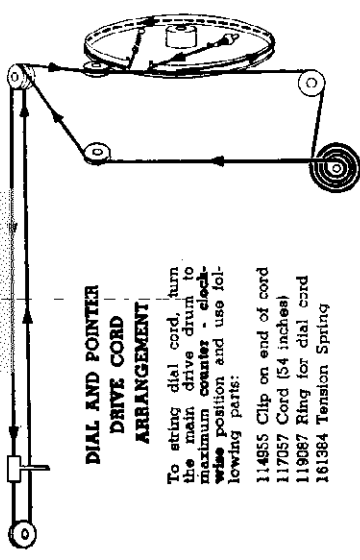 DIAL AND POINTER
DRIVE CORD
ARRANGEMENT
To string dial cord, turn
the main drive drum to
maximum counter - clock-
wise position and use fol-
lowing parts:
114855 Clip on end of cord
117057 Cord (54 inches)
119087 Ring for dial cord
161384 Tension Spring